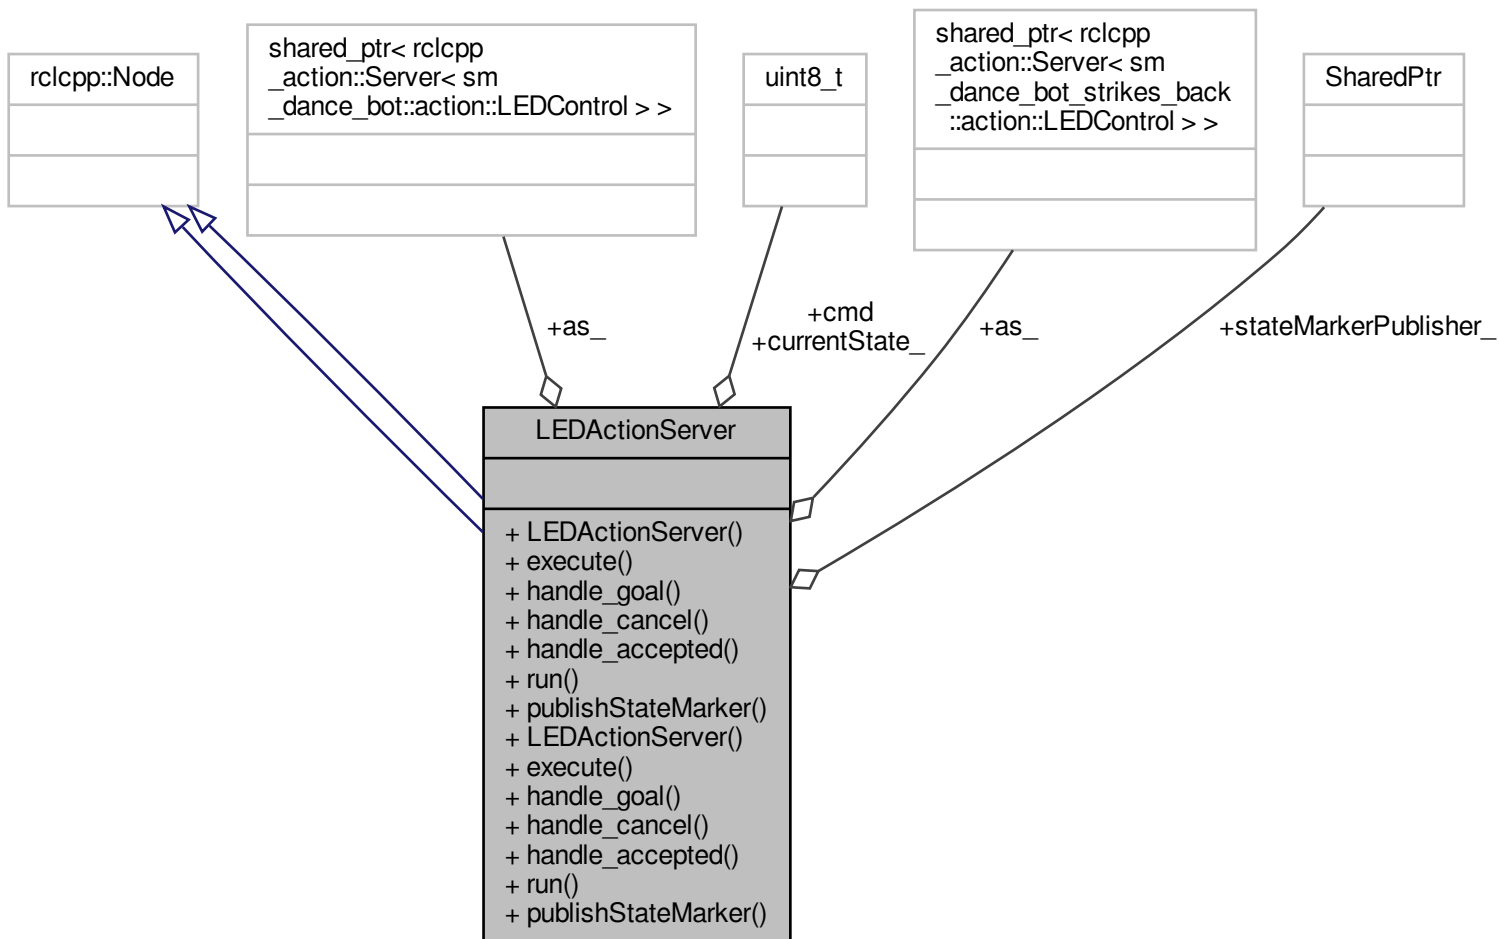 rclcpp::Node
shared_ptr< rclcpp
_action::Server< sm
_dance_bot::action::LEDControl > >
uint8_t
shared_ptr< rclcpp
_action::Server< sm
_dance_bot_strikes_back
::action::LEDControl > >
SharedPtr
+as_
+cmd
+currentState_
+as_
+stateMarkerPublisher_
LEDActionServer
+ LEDActionServer()
+ execute()
+ handle_goal()
+ handle_cancel()
+ handle_accepted()
+ run()
+ publishStateMarker()
+ LEDActionServer()
+ execute()
+ handle_goal()
+ handle_cancel()
+ handle_accepted()
+ run()
+ publishStateMarker()